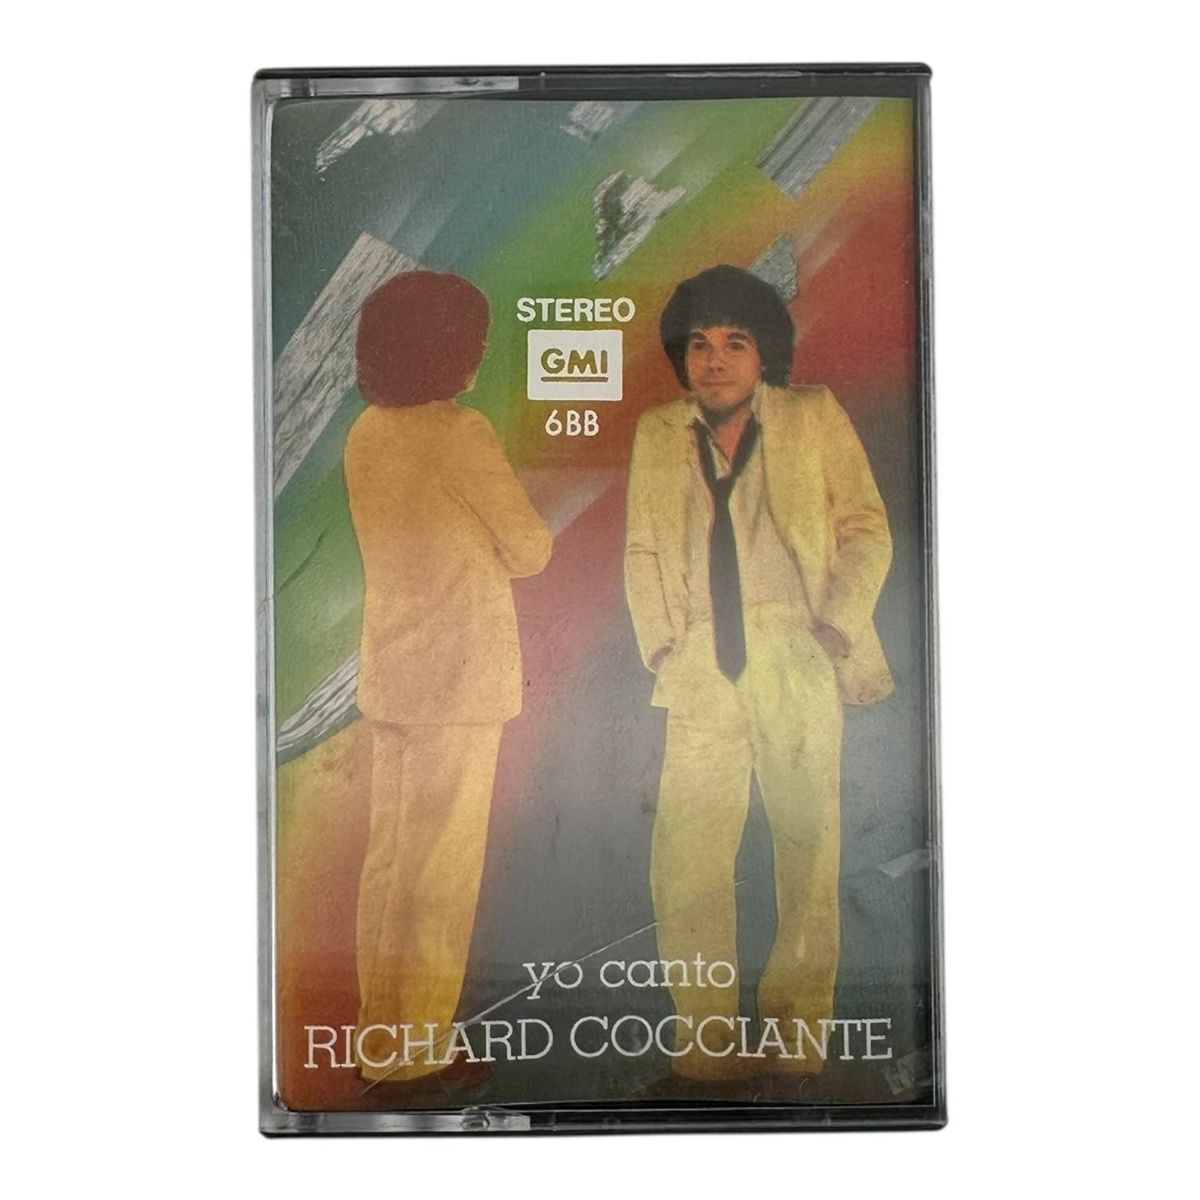 STEREO
GMI
6BB
yo canto
RICHARD COCCIANTE